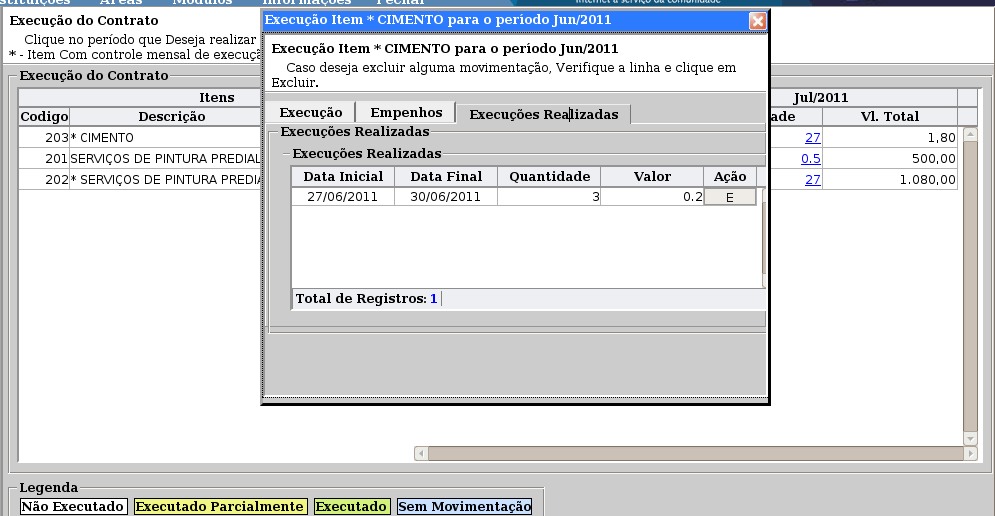 stituições Áreas Módulos Informações Fechar
Internet a serviço da comunidade
Execução do Contrato
Clique no período que Deseja realizar
* - Item Com controle mensal de execuçã
Execução do Contrato
Itens Jul/2011
Codigo Descrição ade Vl. Total
203 * CIMENTO 27 1,80
201 SERVIÇOS DE PINTURA PREDIAL 0.5 500,00
202 * SERVIÇOS DE PINTURA PREDIA 27 1.080,00
Execução Item * CIMENTO para o período Jun/2011
Execução Item * CIMENTO para o período Jun/2011
Caso deseja excluir alguma movimentação, Verifique a linha e clique em
Excluir.
Execução Empenhos Execuções Realizadas
Execuções Realizadas
Execuções Realizadas
Data Inicial Data Final Quantidade Valor Ação
27/06/2011 30/06/2011 3 0.2 E
Total de Registros: 1
Legenda
Não Executado Executado Parcialmente Executado Sem Movimentação